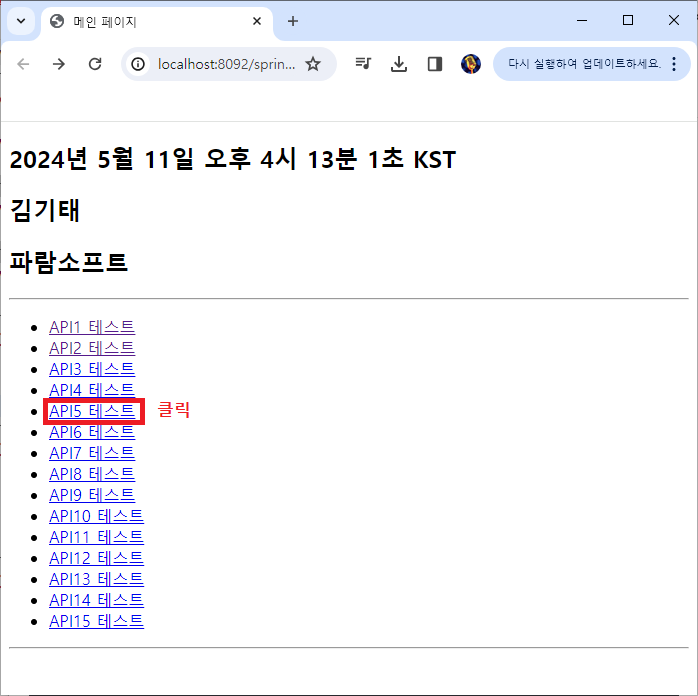 메인 페이지
localhost:8092/sprin...
다시 실행하여 업데이트하세요.
2024년 5월 11일 오후 4시 13분 1초 KST
김기태
파람소프트
API1 테스트
API2 테스트
API3 테스트
API4 테스트
API5 테스트 클릭
API6 테스트
API7 테스트
API8 테스트
API9 테스트
API10 테스트
API11 테스트
API12 테스트
API13 테스트
API14 테스트
API15 테스트